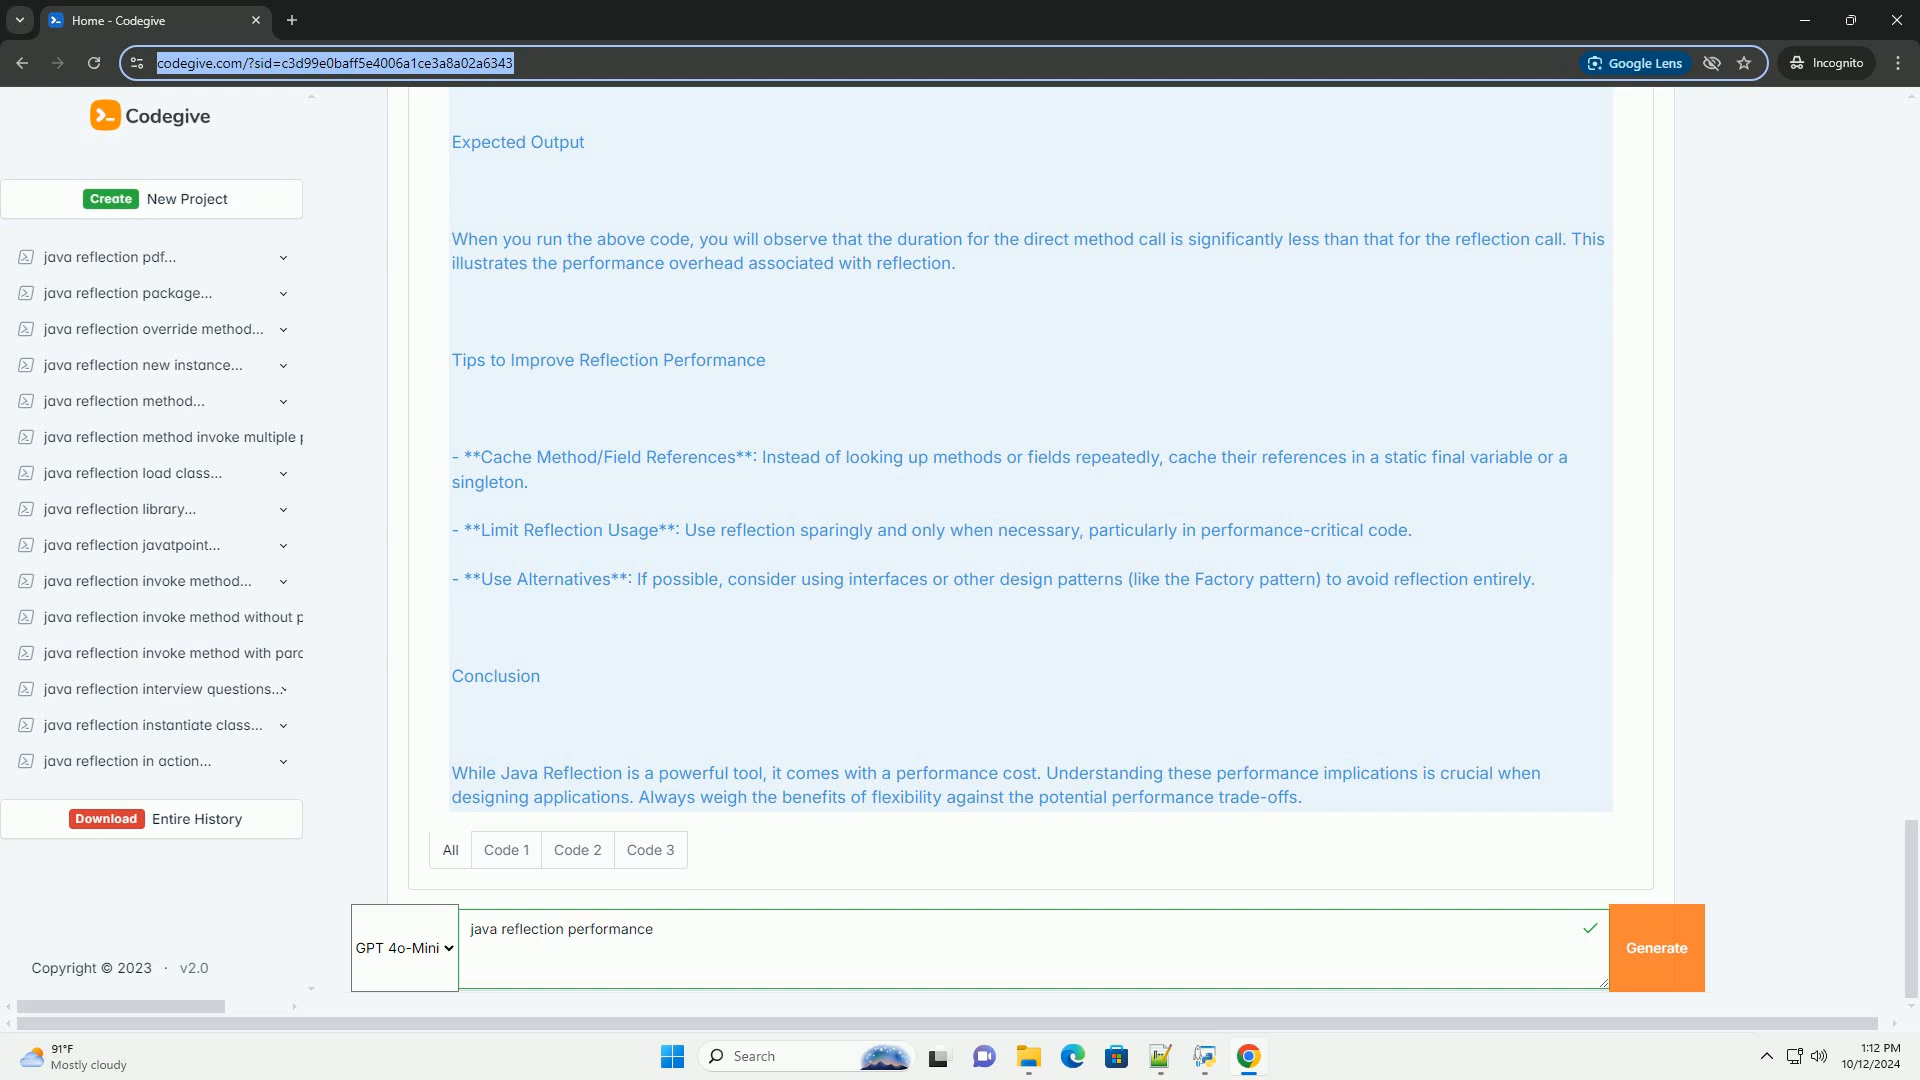 Home - Codegive
codegive.com/?sid=c3d99e0baff5e4006a1ce3a8a02a6343
Google Lens
Incognito
Codegive
Create New Project
java reflection pdf...
java reflection package...
java reflection override method...
java reflection new instance...
java reflection method...
java reflection method invoke multiple p
java reflection load class...
java reflection library...
java reflection javatpoint...
java reflection invoke method...
java reflection invoke method without p
java reflection invoke method with para
java reflection interview questions...
java reflection instantiate class...
java reflection in action...
Download Entire History
Copyright © 2023 · v2.0
Expected Output
When you run the above code, you will observe that the duration for the direct method call is significantly less than that for the reflection call. This
illustrates the performance overhead associated with reflection.
Tips to Improve Reflection Performance
- **Cache Method/Field References**: Instead of looking up methods or fields repeatedly, cache their references in a static final variable or a
singleton.
- **Limit Reflection Usage**: Use reflection sparingly and only when necessary, particularly in performance-critical code.
- **Use Alternatives**: If possible, consider using interfaces or other design patterns (like the Factory pattern) to avoid reflection entirely.
Conclusion
While Java Reflection is a powerful tool, it comes with a performance cost. Understanding these performance implications is crucial when
designing applications. Always weigh the benefits of flexibility against the potential performance trade-offs.
All Code 1 Code 2 Code 3
GPT 4o-Mini
java reflection performance
Generate
91°F
Mostly cloudy
Search
1:12 PM
10/12/2024